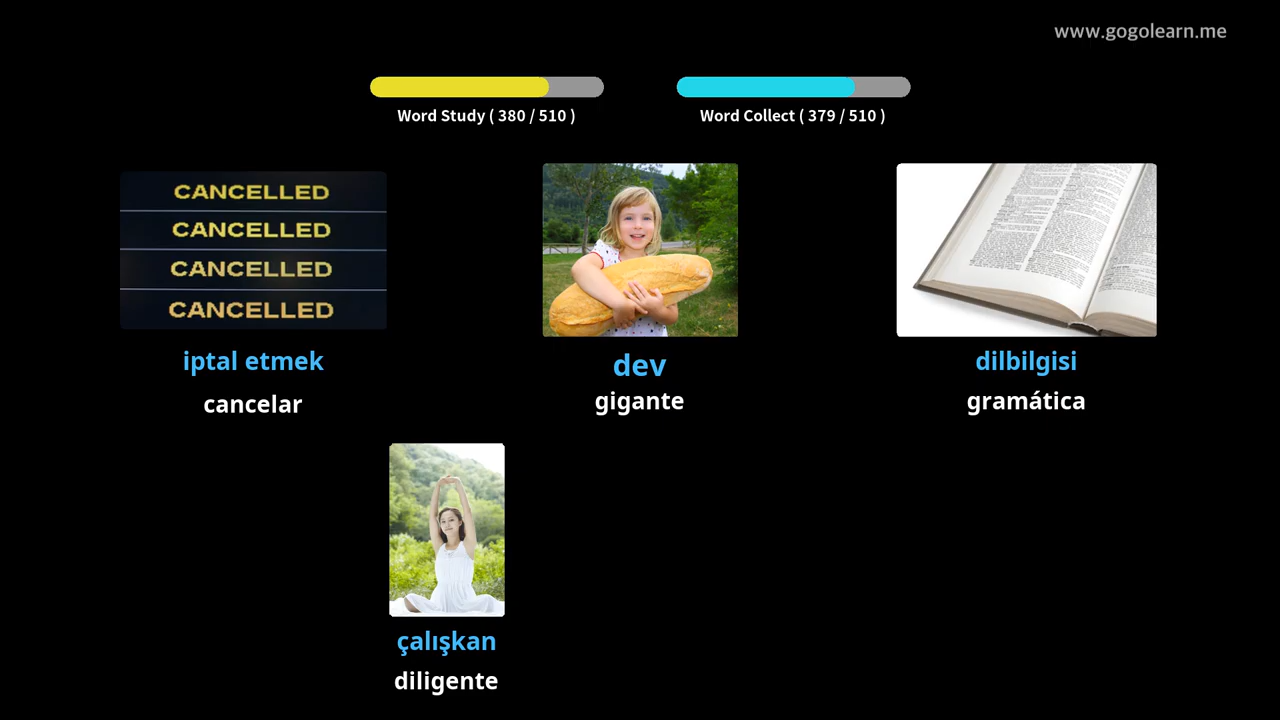 www.gogolearn.me
Word Study ( 380 / 510 )
Word Collect ( 379 / 510 )
CANCELLED
CANCELLED
CANCELLED
CANCELLED
iptal etmek
cancelar
dev
gigante
dilbilgisi
gramática
çalışkan
diligente